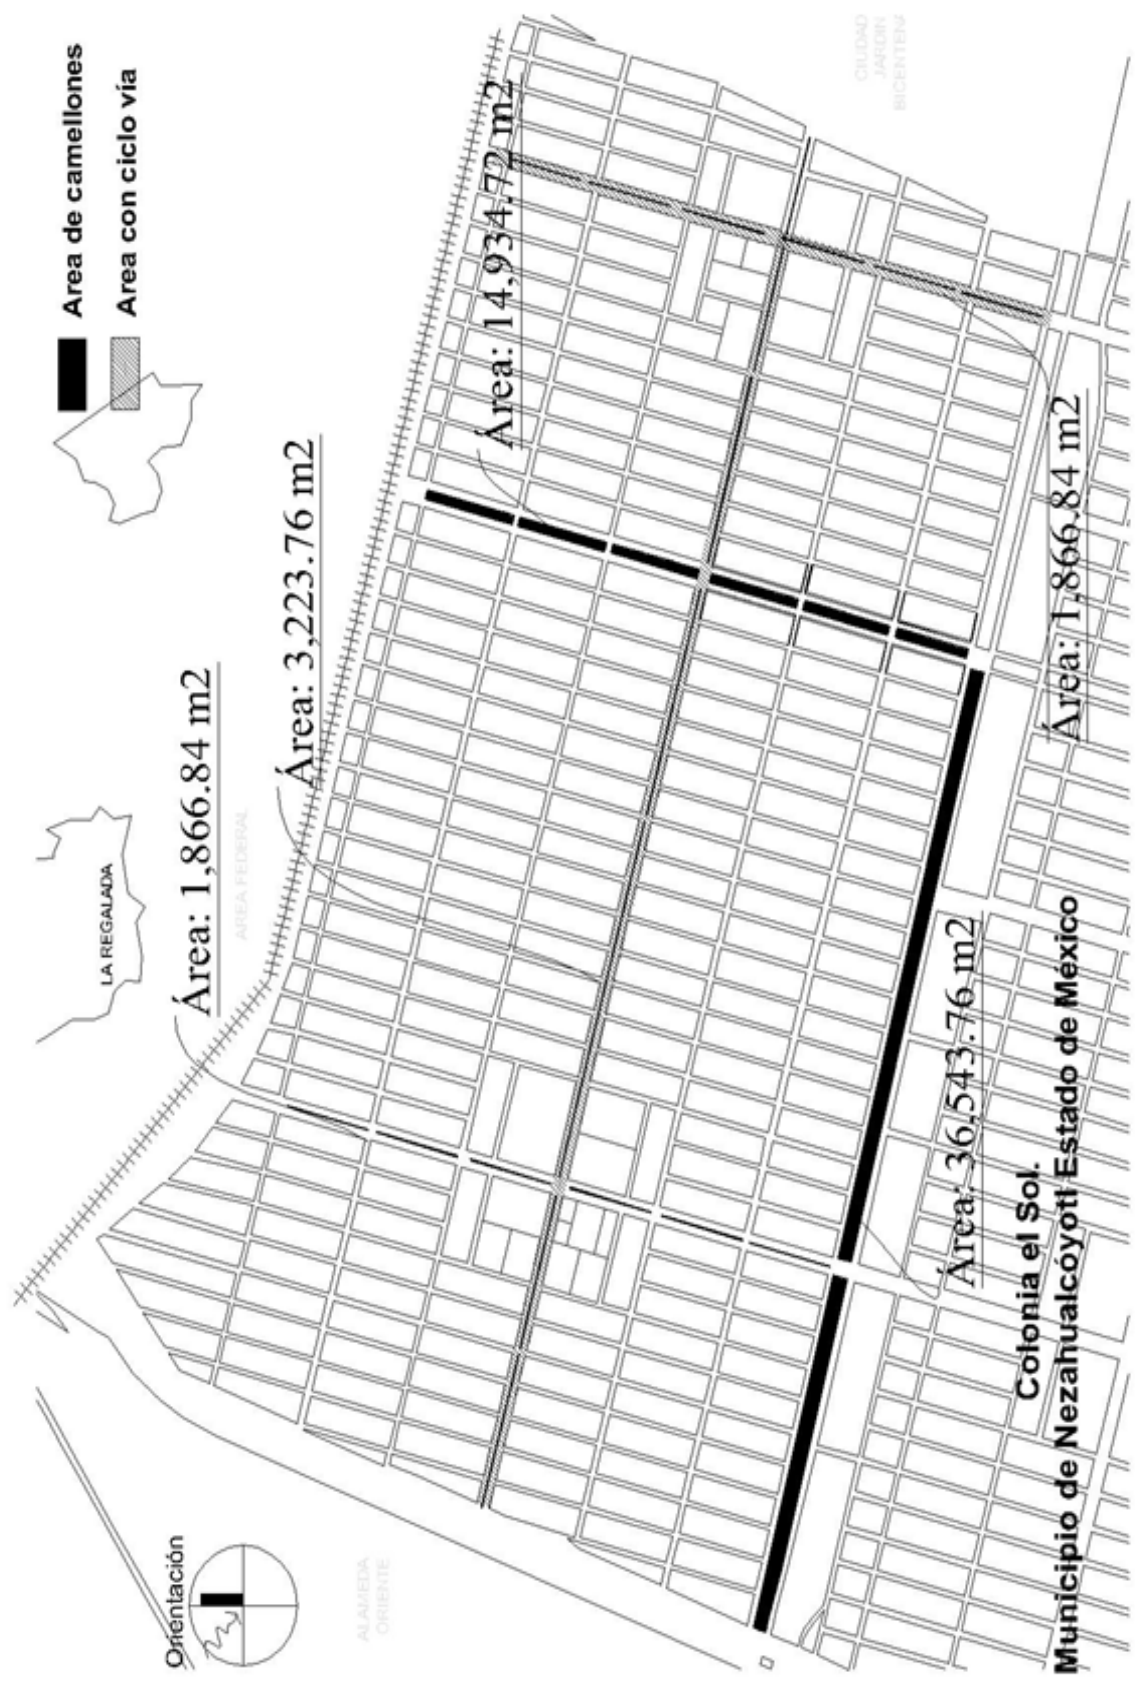 Area de camellones
Area con ciclo vía
LA REGALADA
Área: 1,866.84 m2
AREA FEDERAL
Área: 3,223.76 m2
Área: 14,934.72 m2
CIUDAD
JARDIN
BICENTENA
Orientación
ALAMEDA
ORIENTE
Área: 36,543.76 m2
Área: 1,866.84 m2
Colonia el Sol.
Municipio de Nezahualcóyotl Estado de México